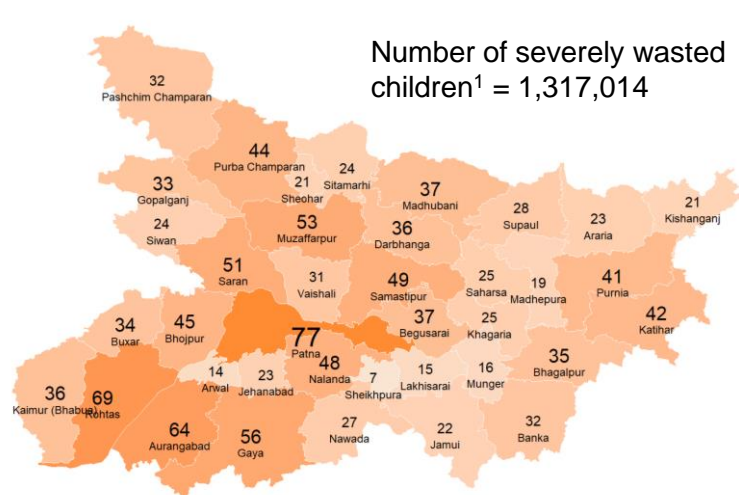 Number of severely wasted
children¹ = 1,317,014
32
Pashchim Champaran
44
Purba Champaran
24
Sitamarhi
21
Sheohar
33
Gopalganj
37
Madhubani
28
Supaul
23
Araria
21
Kishanganj
24
Siwan
53
Muzaffarpur
36
Darbhanga
51
Saran
31
Vaishali
49
Samastipur
25
Saharsa
19
Madhepura
41
Purnia
34
Buxar
45
Bhojpur
77
Patna
37
Begusarai
25
Khagaria
42
Katihar
36
Kaimur (Bhabua)
69
Rohtas
14
Arwal
23
Jehanabad
48
Nalanda
7
Sheikhpura
15
Lakhisarai
16
Munger
35
Bhagalpur
64
Aurangabad
56
Gaya
27
Nawada
22
Jamui
32
Banka